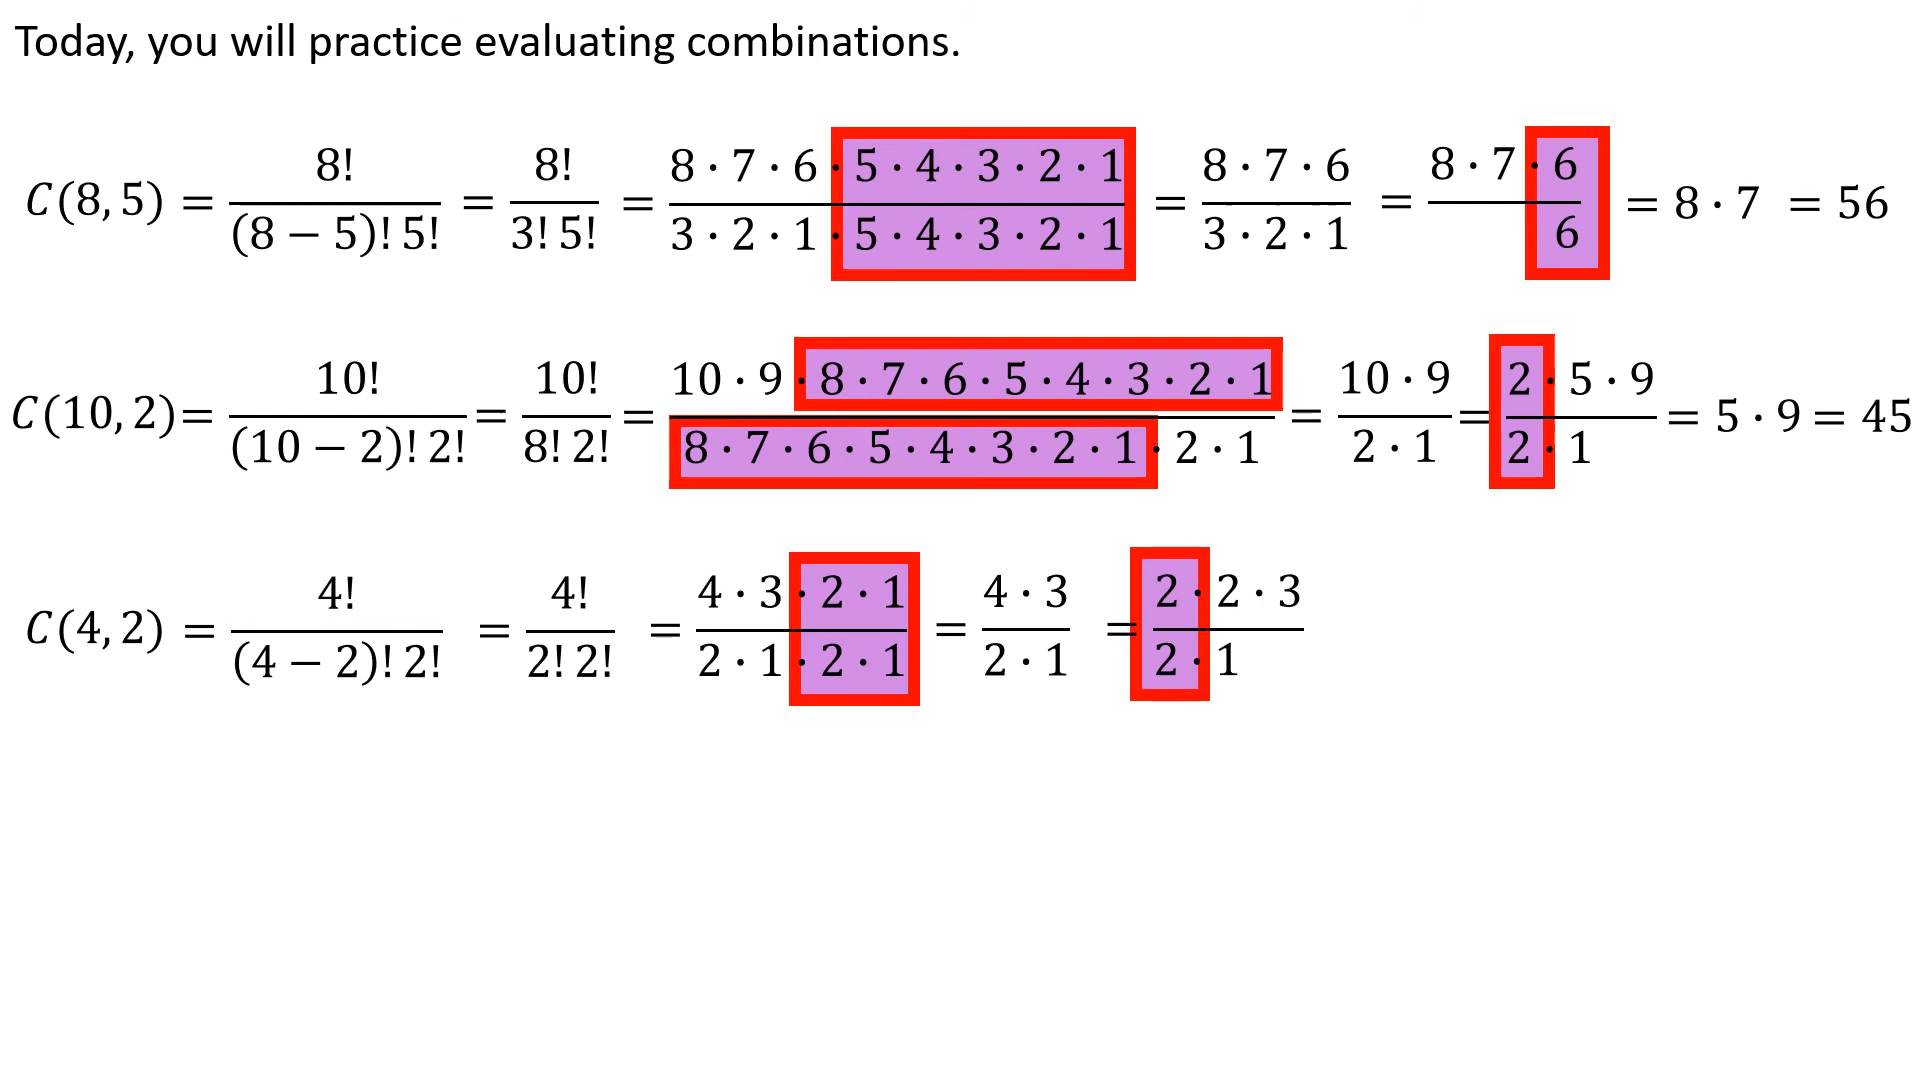 Today, you will practice evaluating combinations.
C(8, 5) = 8!/((8 − 5)! 5!) = 8!/(3! 5!) = (8 · 7 · 6 · 5 · 4 · 3 · 2 · 1)/(3 · 2 · 1 · 5 · 4 · 3 · 2 · 1) = (8 · 7 · 6)/(3 · 2 · 1) = (8 · 7 · 6)/6 = 8 · 7 = 56
C(10, 2) = 10!/((10 − 2)! 2!) = 10!/(8! 2!) = (10 · 9 · 8 · 7 · 6 · 5 · 4 · 3 · 2 · 1)/(8 · 7 · 6 · 5 · 4 · 3 · 2 · 1 · 2 · 1) = (10 · 9)/(2 · 1) = (2 · 5 · 9)/(2 · 1) = 5 · 9 = 45
C(4, 2) = 4!/((4 − 2)! 2!) = 4!/(2! 2!) = (4 · 3 · 2 · 1)/(2 · 1 · 2 · 1) = (4 · 3)/(2 · 1) = (2 · 2 · 3)/(2 · 1)